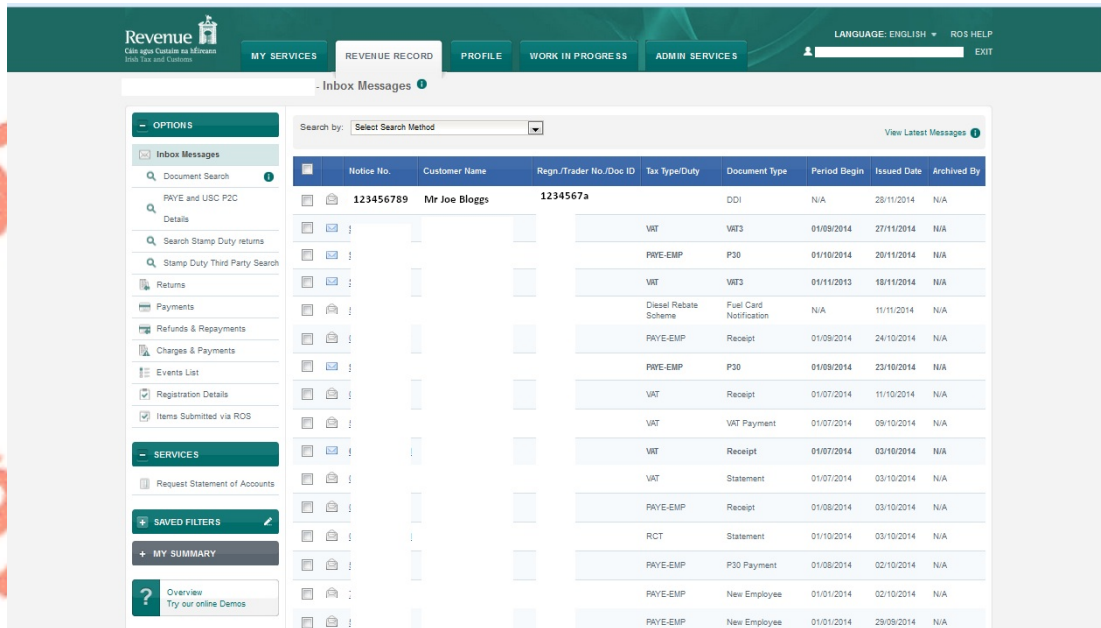 Revenue
Cáin agus Custaim na hÉireann
Irish Tax and Customs
MY SERVICES
REVENUE RECORD
PROFILE
WORK IN PROGRESS
ADMIN SERVICES
LANGUAGE: ENGLISH
ROS HELP
EXIT
- Inbox Messages
OPTIONS
Inbox Messages
Document Search
PAYE and USC P2C
Details
Search Stamp Duty returns
Stamp Duty Third Party Search
Returns
Payments
Refunds & Repayments
Charges & Payments
Events List
Registration Details
Items Submitted via ROS
SERVICES
Request Statement of Accounts
SAVED FILTERS
+ MY SUMMARY
? Overview
Try our online Demos
Search by: Select Search Method
View Latest Messages
Notice No. Customer Name Regn./Trader No./Doc ID Tax Type/Duty Document Type Period Begin Issued Date Archived By
123456789 Mr Joe Bloggs 1234567a DDI N/A 28/11/2014 N/A
VAT VAT3 01/09/2014 27/11/2014 N/A
PAYE-EMP P30 01/10/2014 20/11/2014 N/A
VAT VAT3 01/11/2013 18/11/2014 N/A
Diesel Rebate Scheme Fuel Card Notification N/A 11/11/2014 N/A
PAYE-EMP Receipt 01/09/2014 24/10/2014 N/A
PAYE-EMP P30 01/09/2014 23/10/2014 N/A
VAT Receipt 01/07/2014 11/10/2014 N/A
VAT VAT Payment 01/07/2014 09/10/2014 N/A
VAT Receipt 01/07/2014 03/10/2014 N/A
VAT Statement 01/07/2014 03/10/2014 N/A
PAYE-EMP Receipt 01/08/2014 03/10/2014 N/A
RCT Statement 01/10/2014 03/10/2014 N/A
PAYE-EMP P30 Payment 01/08/2014 02/10/2014 N/A
PAYE-EMP New Employee 01/01/2014 02/10/2014 N/A
PAYE-EMP New Employee 01/01/2014 29/09/2014 N/A